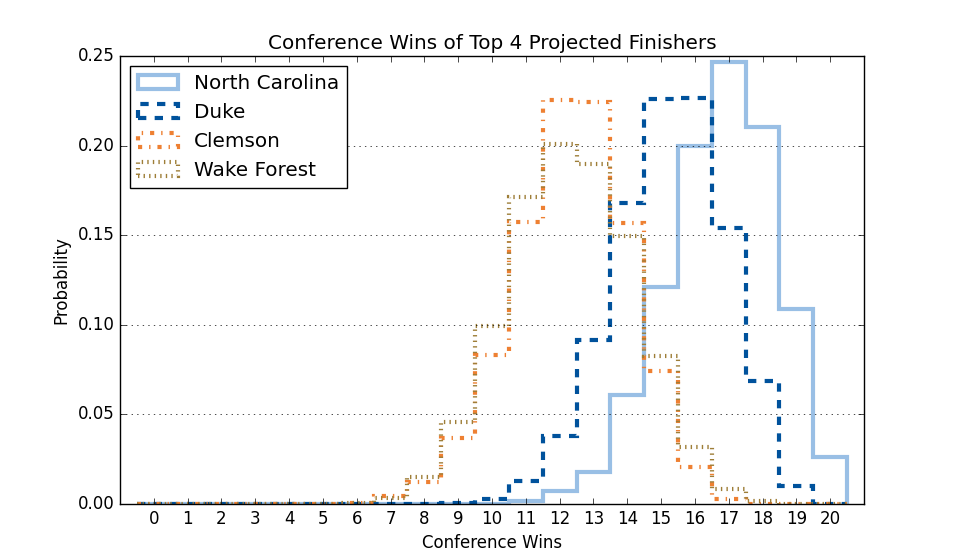 Conference Wins of Top 4 Projected Finishers
North Carolina
Duke
Clemson
Wake Forest
0.25
0.20
0.15
0.10
0.05
0.00
Probability
0 1 2 3 4 5 6 7 8 9 10 11 12 13 14 15 16 17 18 19 20
Conference Wins